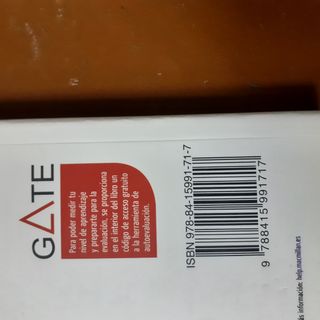 GATE
Para poder medir tu
nivel de aprendizaje
y prepararte para la
evaluación, se proporciona
en el interior del libro un
código de acceso gratuito
a la herramienta de
autoevaluación.
ISBN 978-84-15991-71-7
9 788415 991717
ás información: help.macmillan.es